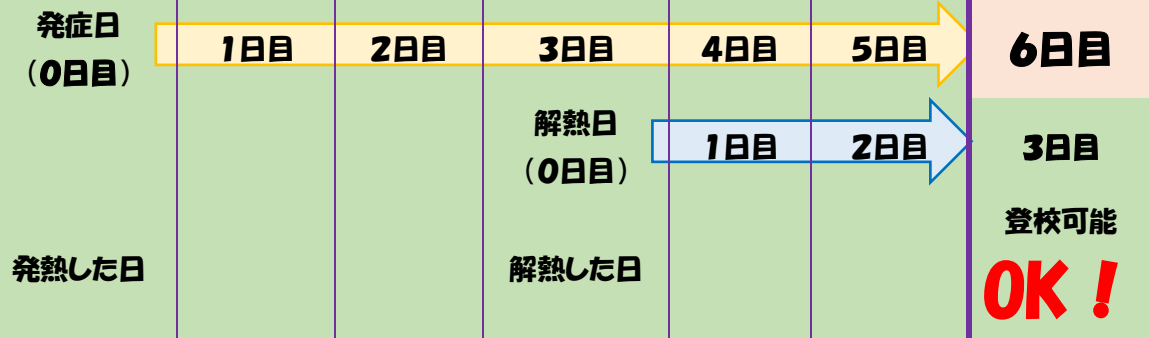 発症日
（0日目）
1日目
2日目
3日目
4日目
5日目
6日目
解熱日
（0日目）
1日目
2日目
3日目
登校可能
OK！
発熱した日
解熱した日